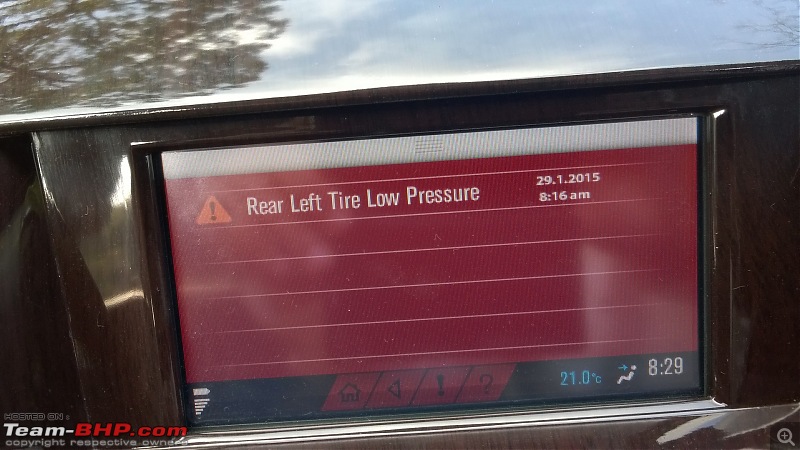 Rear Left Tire Low Pressure
29.1.2015
8:16 am
21.0°c
8:29
HOSTED ON
Team-BHP.com
copyright respective owners